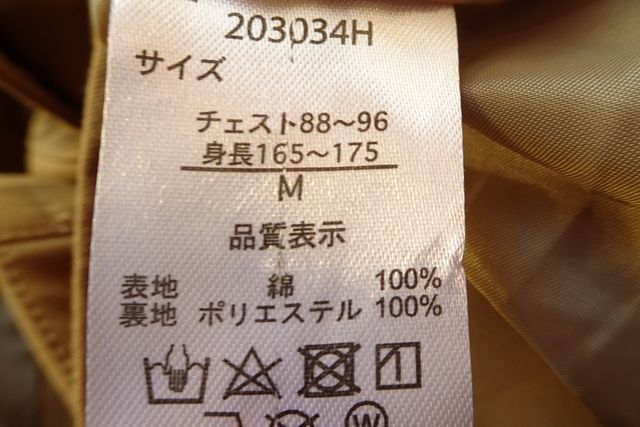 203034H
サイズ
チェスト88～96
身長165～175
M
品質表示
表地 綿 100%
裏地 ポリエステル 100%
W